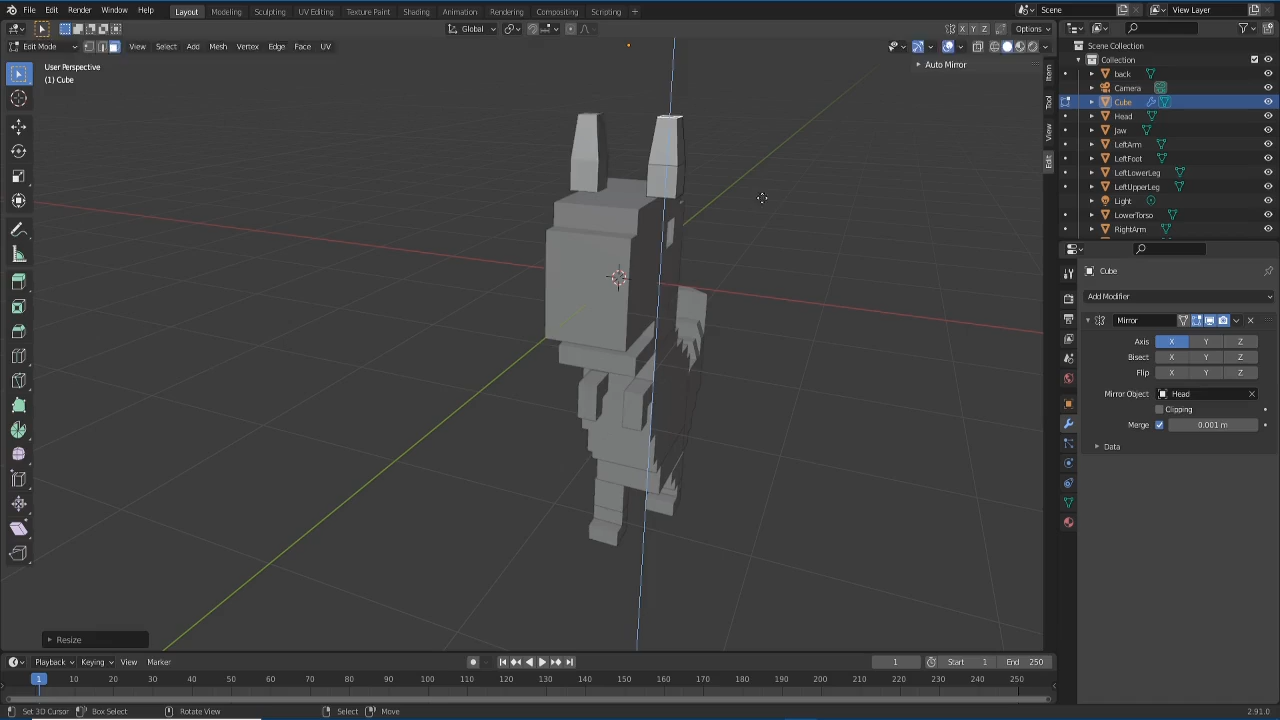 File Edit Render Window Help Layout Modeling Sculpting UV Editing Texture Paint Shading Animation Rendering Compositing Scripting + Scene View Layer
Global X Y Z Options
Edit Mode View Select Add Mesh Vertex Edge Face UV Scene Collection
User Perspective Auto Mirror Collection
(1) Cube Item back
Camera
Tool Cube
Head
View jaw
LeftArm
Edit LeftFoot
LeftLowerLeg
LeftUpperLeg
Light
LowerTorso
RightArm
Cube
Add Modifier
Mirror
Axis X Y Z
Bisect X Y Z
Flip X Y Z
Mirror Object Head
Clipping
Merge 0.001 m
Data
Resize
Playback Keying View Marker 1 Start 1 End 250
1 10 20 30 40 50 60 70 80 90 100 110 120 130 140 150 160 170 180 190 200 210 220 230 240 250
Set 3D Cursor Box Select Rotate View Select Move 2.91.0